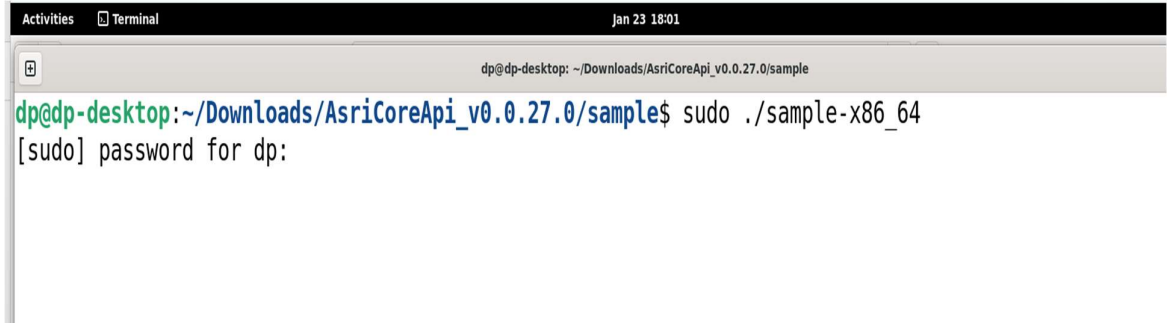 Activities Terminal Jan 23 18:01
dp@dp-desktop: ~/Downloads/AsriCoreApi_v0.0.27.0/sample
dp@dp-desktop:~/Downloads/AsriCoreApi_v0.0.27.0/sample$ sudo ./sample-x86_64
[sudo] password for dp: